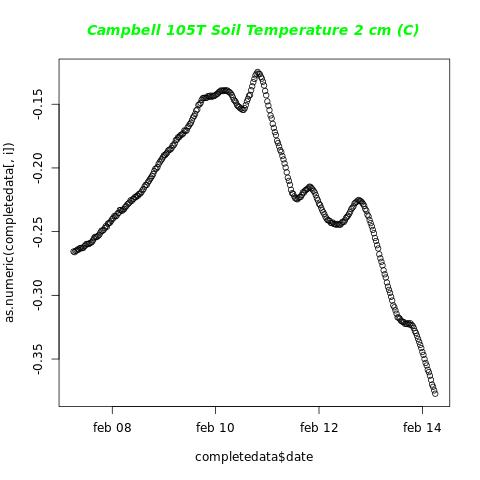 Campbell 105T Soil Temperature 2 cm (C)
as.numeric(completedata[, i])
-0.15
-0.20
-0.25
-0.30
-0.35
feb 08 feb 10 feb 12 feb 14
completedata$date